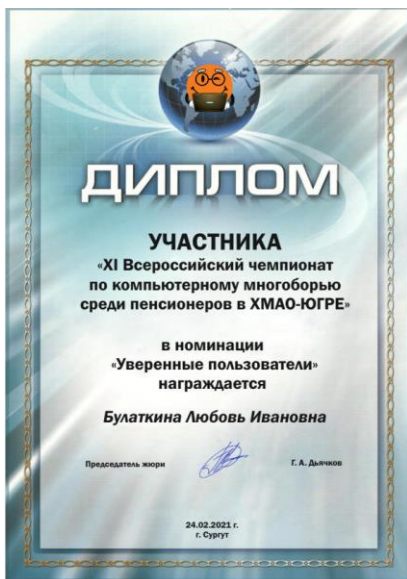 ДИПЛОМ
УЧАСТНИКА
«XI Всероссийский чемпионат
по компьютерному многоборью
среди пенсионеров в ХМАО-ЮГРЕ»
в номинации
«Уверенные пользователи»
награждается
Булаткина Любовь Ивановна
Председатель жюри Г. А. Дьячков
24.02.2021 г.
г. Сургут